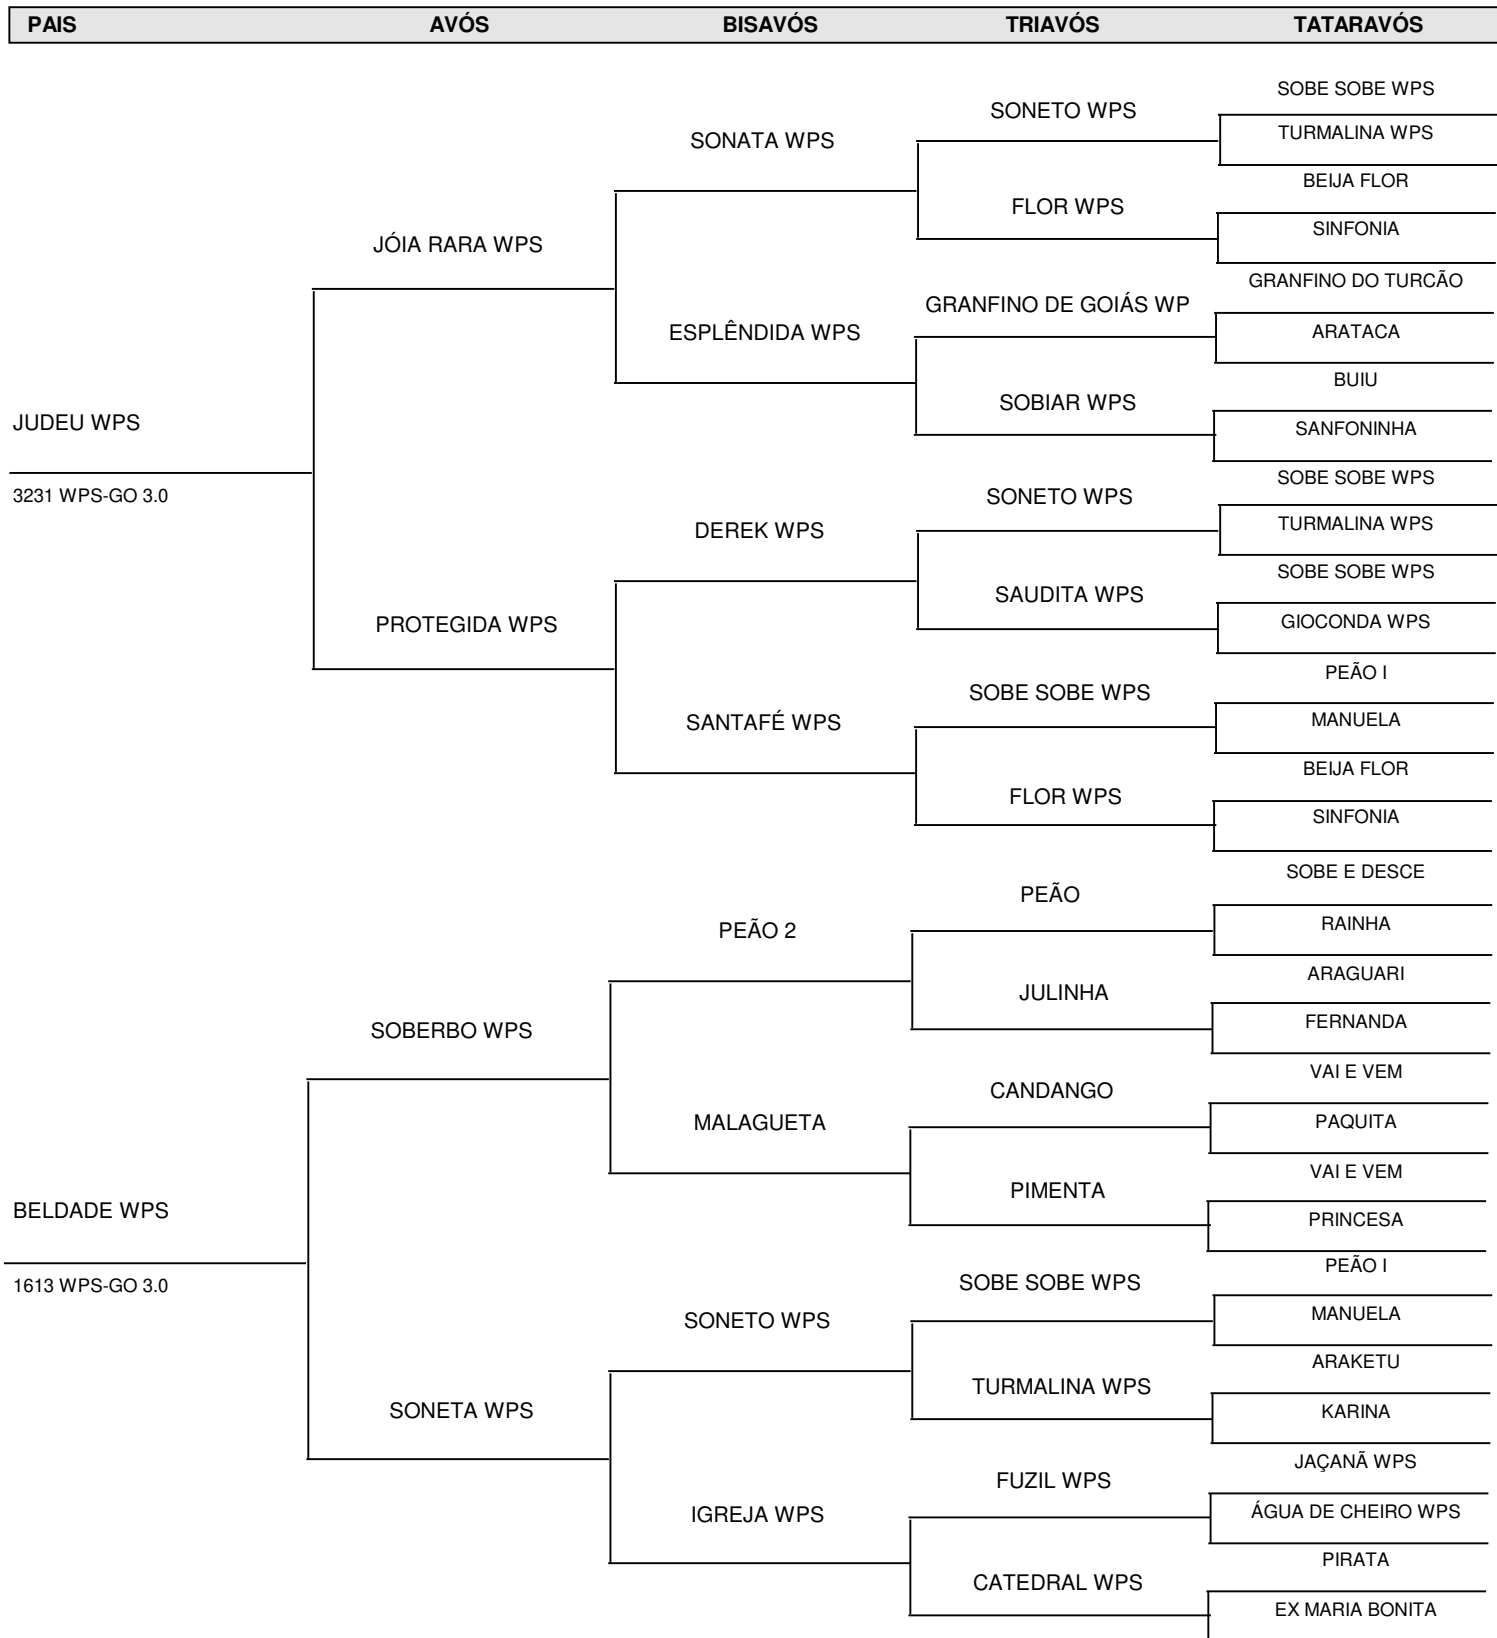 PAIS AVÓS BISAVÓS TRIAVÓS TATARAVÓS
SOBE SOBE WPS
SONETO WPS
TURMALINA WPS
SONATA WPS
BEIJA FLOR
FLOR WPS
SINFONIA
JÓIA RARA WPS
GRANFINO DO TURCÃO
GRANFINO DE GOIÁS WP
ARATACA
ESPLÊNDIDA WPS
BUIU
SOBIAR WPS
SANFONINHA
JUDEU WPS
3231 WPS-GO 3.0
SOBE SOBE WPS
SONETO WPS
TURMALINA WPS
DEREK WPS
SOBE SOBE WPS
SAUDITA WPS
GIOCONDA WPS
PROTEGIDA WPS
PEÃO I
SOBE SOBE WPS
MANUELA
SANTAFÉ WPS
BEIJA FLOR
FLOR WPS
SINFONIA
SOBE E DESCE
PEÃO
RAINHA
PEÃO 2
ARAGUARI
JULINHA
FERNANDA
SOBERBO WPS
VAI E VEM
CANDANGO
PAQUITA
MALAGUETA
VAI E VEM
PIMENTA
PRINCESA
BELDADE WPS
1613 WPS-GO 3.0
PEÃO I
SOBE SOBE WPS
MANUELA
SONETO WPS
ARAKETU
TURMALINA WPS
KARINA
SONETA WPS
JAÇANÃ WPS
FUZIL WPS
ÁGUA DE CHEIRO WPS
IGREJA WPS
PIRATA
CATEDRAL WPS
EX MARIA BONITA